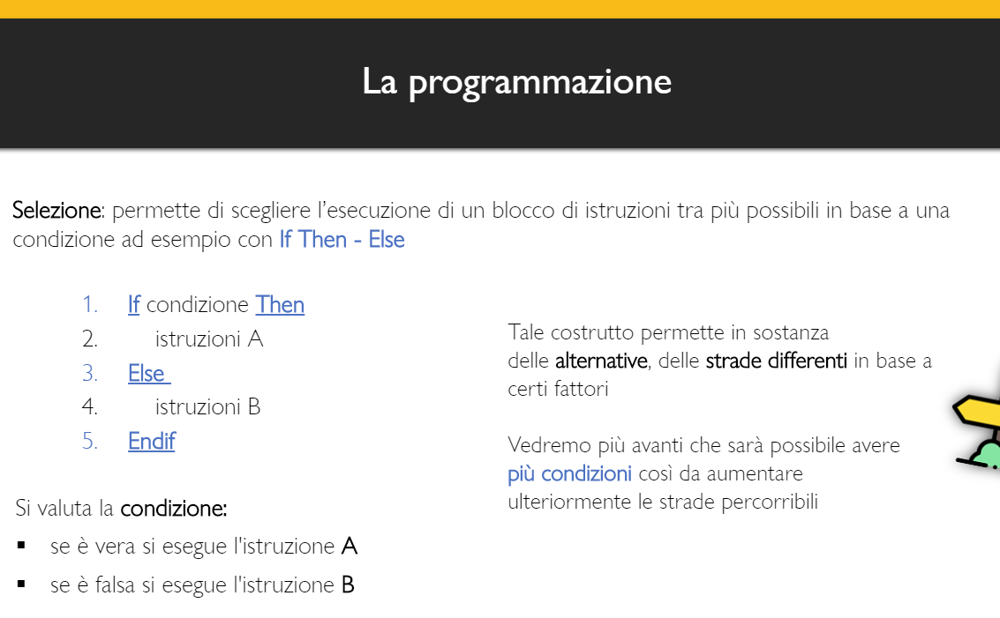 La programmazione
Selezione: permette di scegliere l’esecuzione di un blocco di istruzioni tra più possibili in base a una
condizione ad esempio con If Then - Else
1. If condizione Then
2. istruzioni A
3. Else
4. istruzioni B
5. Endif
Si valuta la condizione:
▪ se è vera si esegue l'istruzione A
▪ se è falsa si esegue l'istruzione B
Tale costrutto permette in sostanza
delle alternative, delle strade differenti in base a
certi fattori
Vedremo più avanti che sarà possibile avere
più condizioni così da aumentare
ulteriormente le strade percorribili